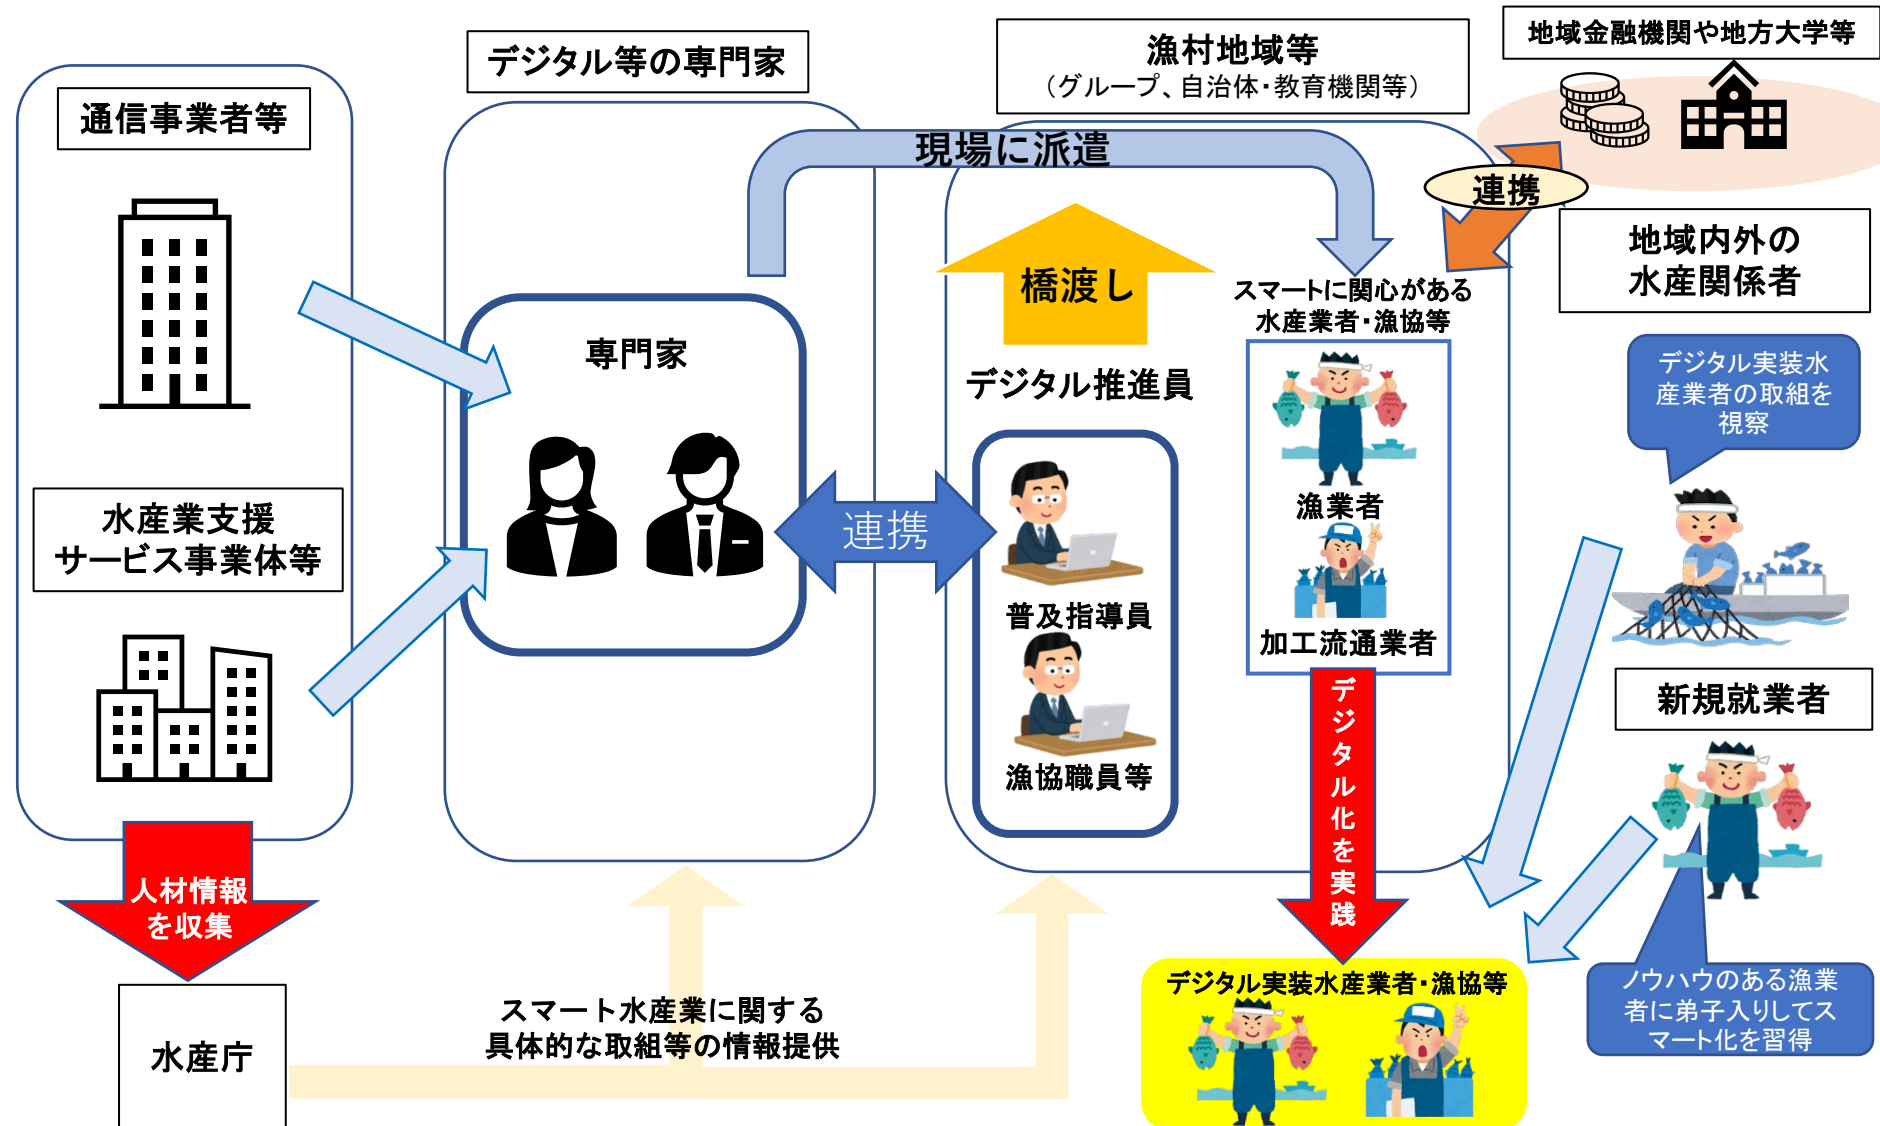 通信事業者等
水産業支援
サービス事業体等
人材情報
を収集
水産庁
デジタル等の専門家
専門家
現場に派遣
連携
スマート水産業に関する
具体的な取組等の情報提供
漁村地域等
（グループ、自治体・教育機関等）
橋渡し
デジタル推進員
普及指導員
漁協職員等
スマートに関心がある
水産業者・漁協等
漁業者
加工流通業者
デジタル化を実践
デジタル実装水産業者・漁協等
地域金融機関や地方大学等
連携
地域内外の
水産関係者
デジタル実装水
産業者の取組を
視察
新規就業者
ノウハウのある漁業
者に弟子入りしてス
マート化を習得